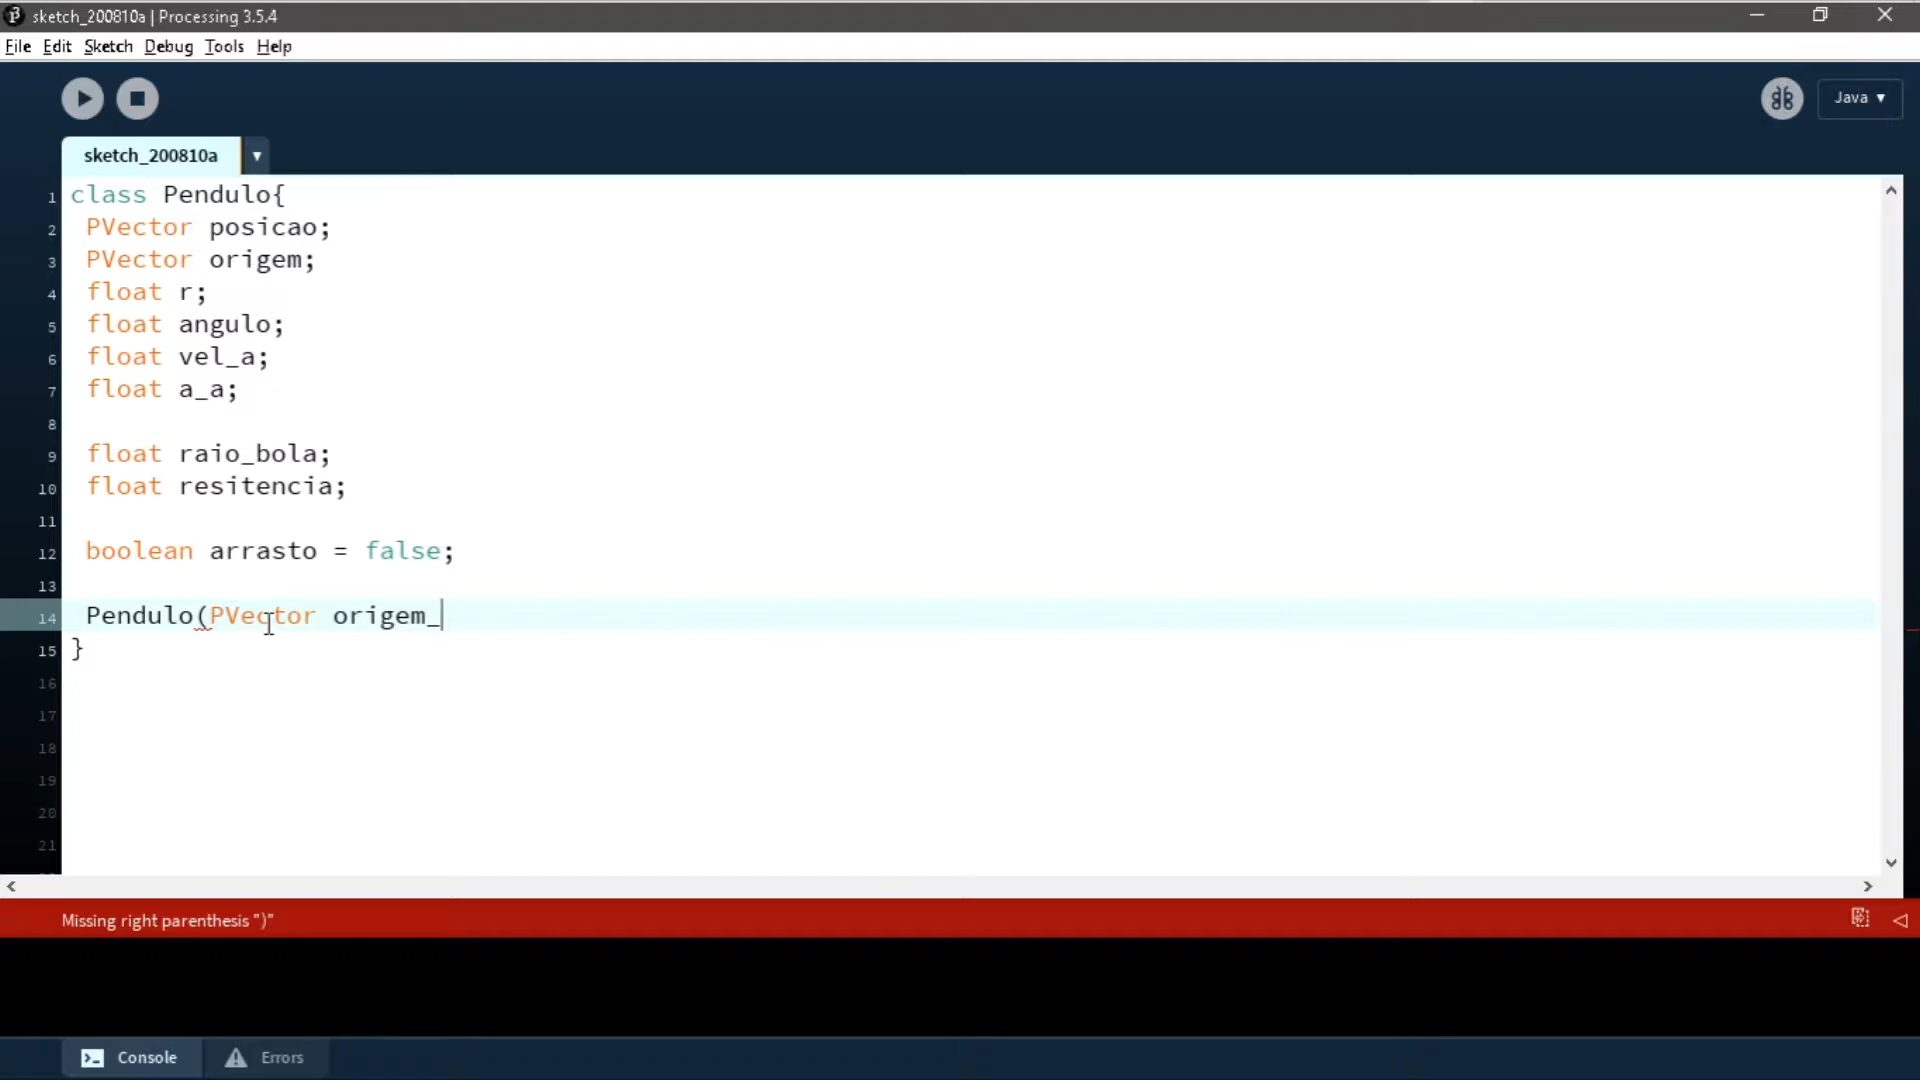 sketch_200810a | Processing 3.5.4
File Edit Sketch Debug Tools Help
Java ▾
sketch_200810a ▾
1 class Pendulo{
2 PVector posicao;
3 PVector origem;
4 float r;
5 float angulo;
6 float vel_a;
7 float a_a;
8
9 float raio_bola;
10 float resitencia;
11
12 boolean arrasto = false;
13
14 Pendulo(PVector origem_
15 }
16
17
18
19
20
21
Missing right parenthesis ")"
Console Errors